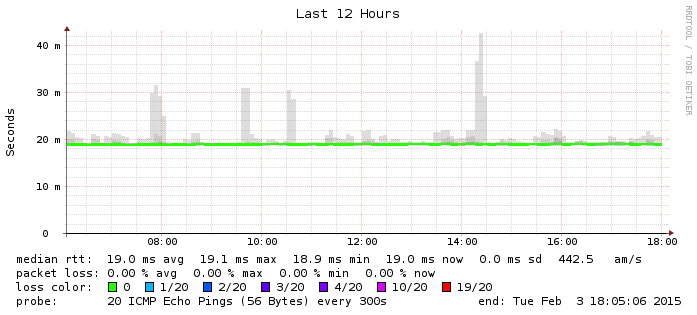 Last 12 Hours
RRDTOOL / TOBI OETIKER
Seconds
40 m
30 m
20 m
10 m
0
08:00 10:00 12:00 14:00 16:00 18:00
median rtt: 19.0 ms avg 19.1 ms max 18.9 ms min 19.0 ms now 0.0 ms sd 442.5 am/s
packet loss: 0.00 % avg 0.00 % max 0.00 % min 0.00 % now
loss color: 0 1/20 2/20 3/20 4/20 10/20 19/20
probe: 20 ICMP Echo Pings (56 Bytes) every 300s end: Tue Feb 3 18:05:06 2015